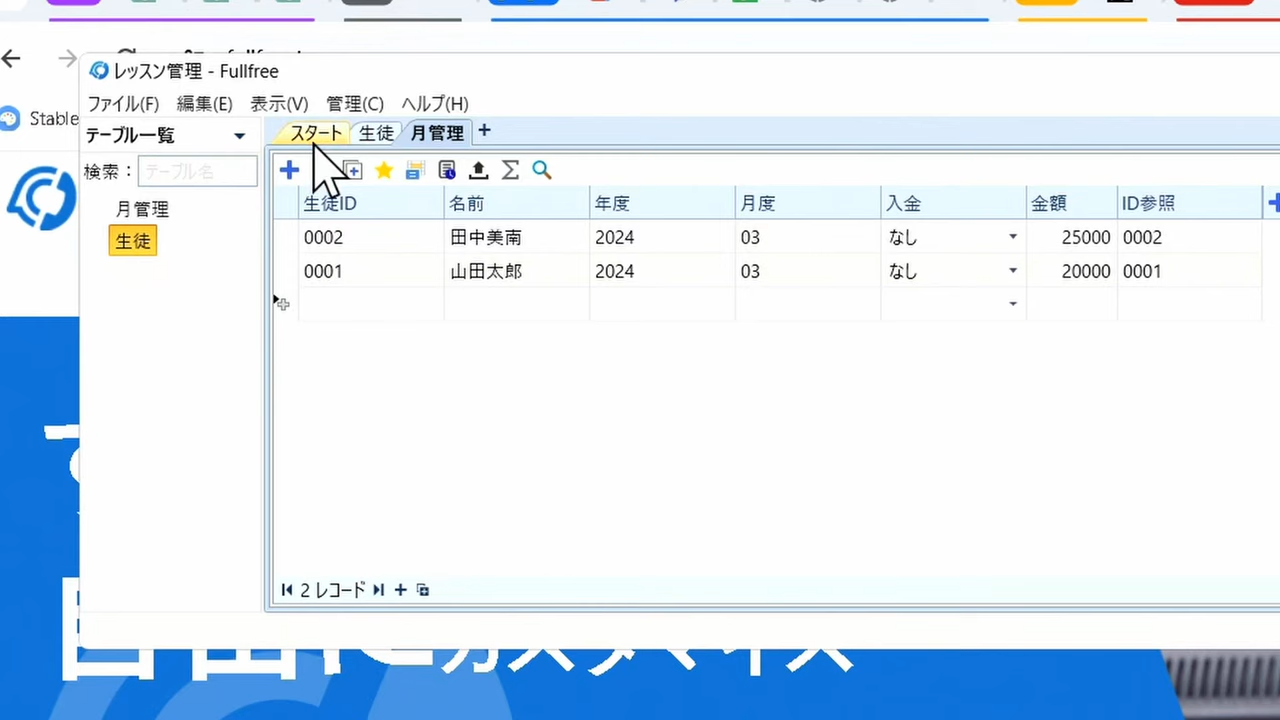 レッスン管理 - Fullfree
ファイル(F) 編集(E) 表示(V) 管理(C) ヘルプ(H)
Stable
テーブル一覧
スタート 生徒 月管理
検索： テーブル名
月管理
生徒
生徒ID 名前 年度 月度 入金 金額 ID参照
0002 田中美南 2024 03 なし 25000 0002
0001 山田太郎 2024 03 なし 20000 0001
2 レコード